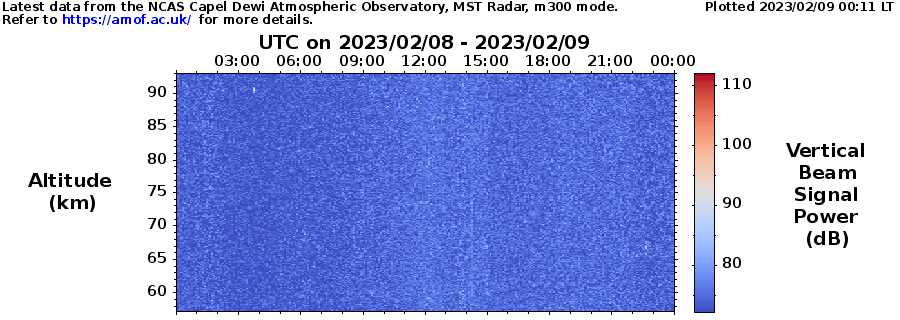 Latest data from the NCAS Capel Dewi Atmospheric Observatory, MST Radar, m300 mode.
Plotted 2023/02/09 00:11 LT
Refer to https://amof.ac.uk/ for more details.
UTC on 2023/02/08 - 2023/02/09
03:00 06:00 09:00 12:00 15:00 18:00 21:00 00:00
90
85
80
75
70
65
60
Altitude
(km)
110
100
90
80
Vertical
Beam
Signal
Power
(dB)